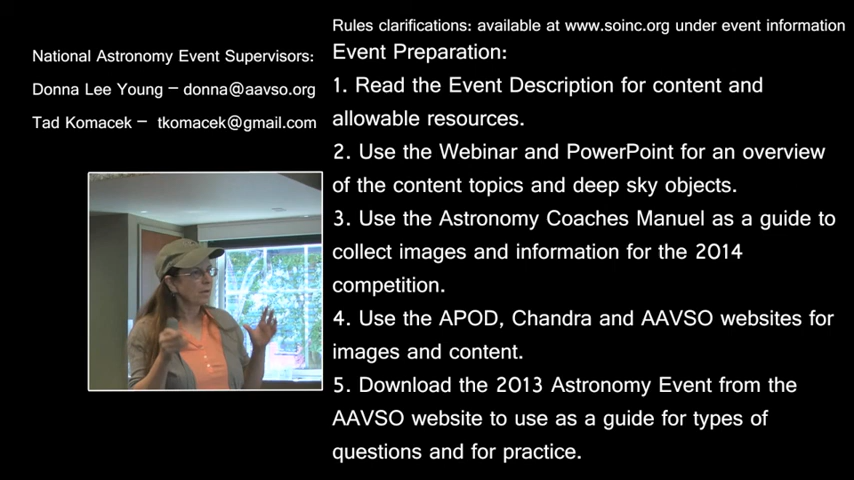 Rules clarifications: available at www.soinc.org under event information
National Astronomy Event Supervisors:
Donna Lee Young – donna@aavso.org
Tad Komacek – tkomacek@gmail.com
Event Preparation:
1. Read the Event Description for content and
allowable resources.
2. Use the Webinar and PowerPoint for an overview
of the content topics and deep sky objects.
3. Use the Astronomy Coaches Manuel as a guide to
collect images and information for the 2014
competition.
4. Use the APOD, Chandra and AAVSO websites for
images and content.
5. Download the 2013 Astronomy Event from the
AAVSO website to use as a guide for types of
questions and for practice.